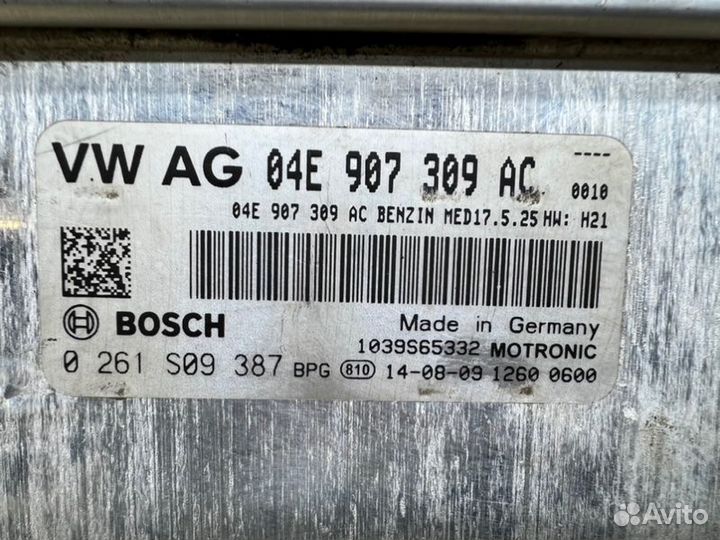 VW AG 04E 907 309 AC ----
0010
04E 907 309 AC BENZIN MED17.5.25 HW: H21
BOSCH
Made in Germany
1039S65332 MOTRONIC
0 261 S09 387 BPG 810 14-08-09 1260 0600
Avito